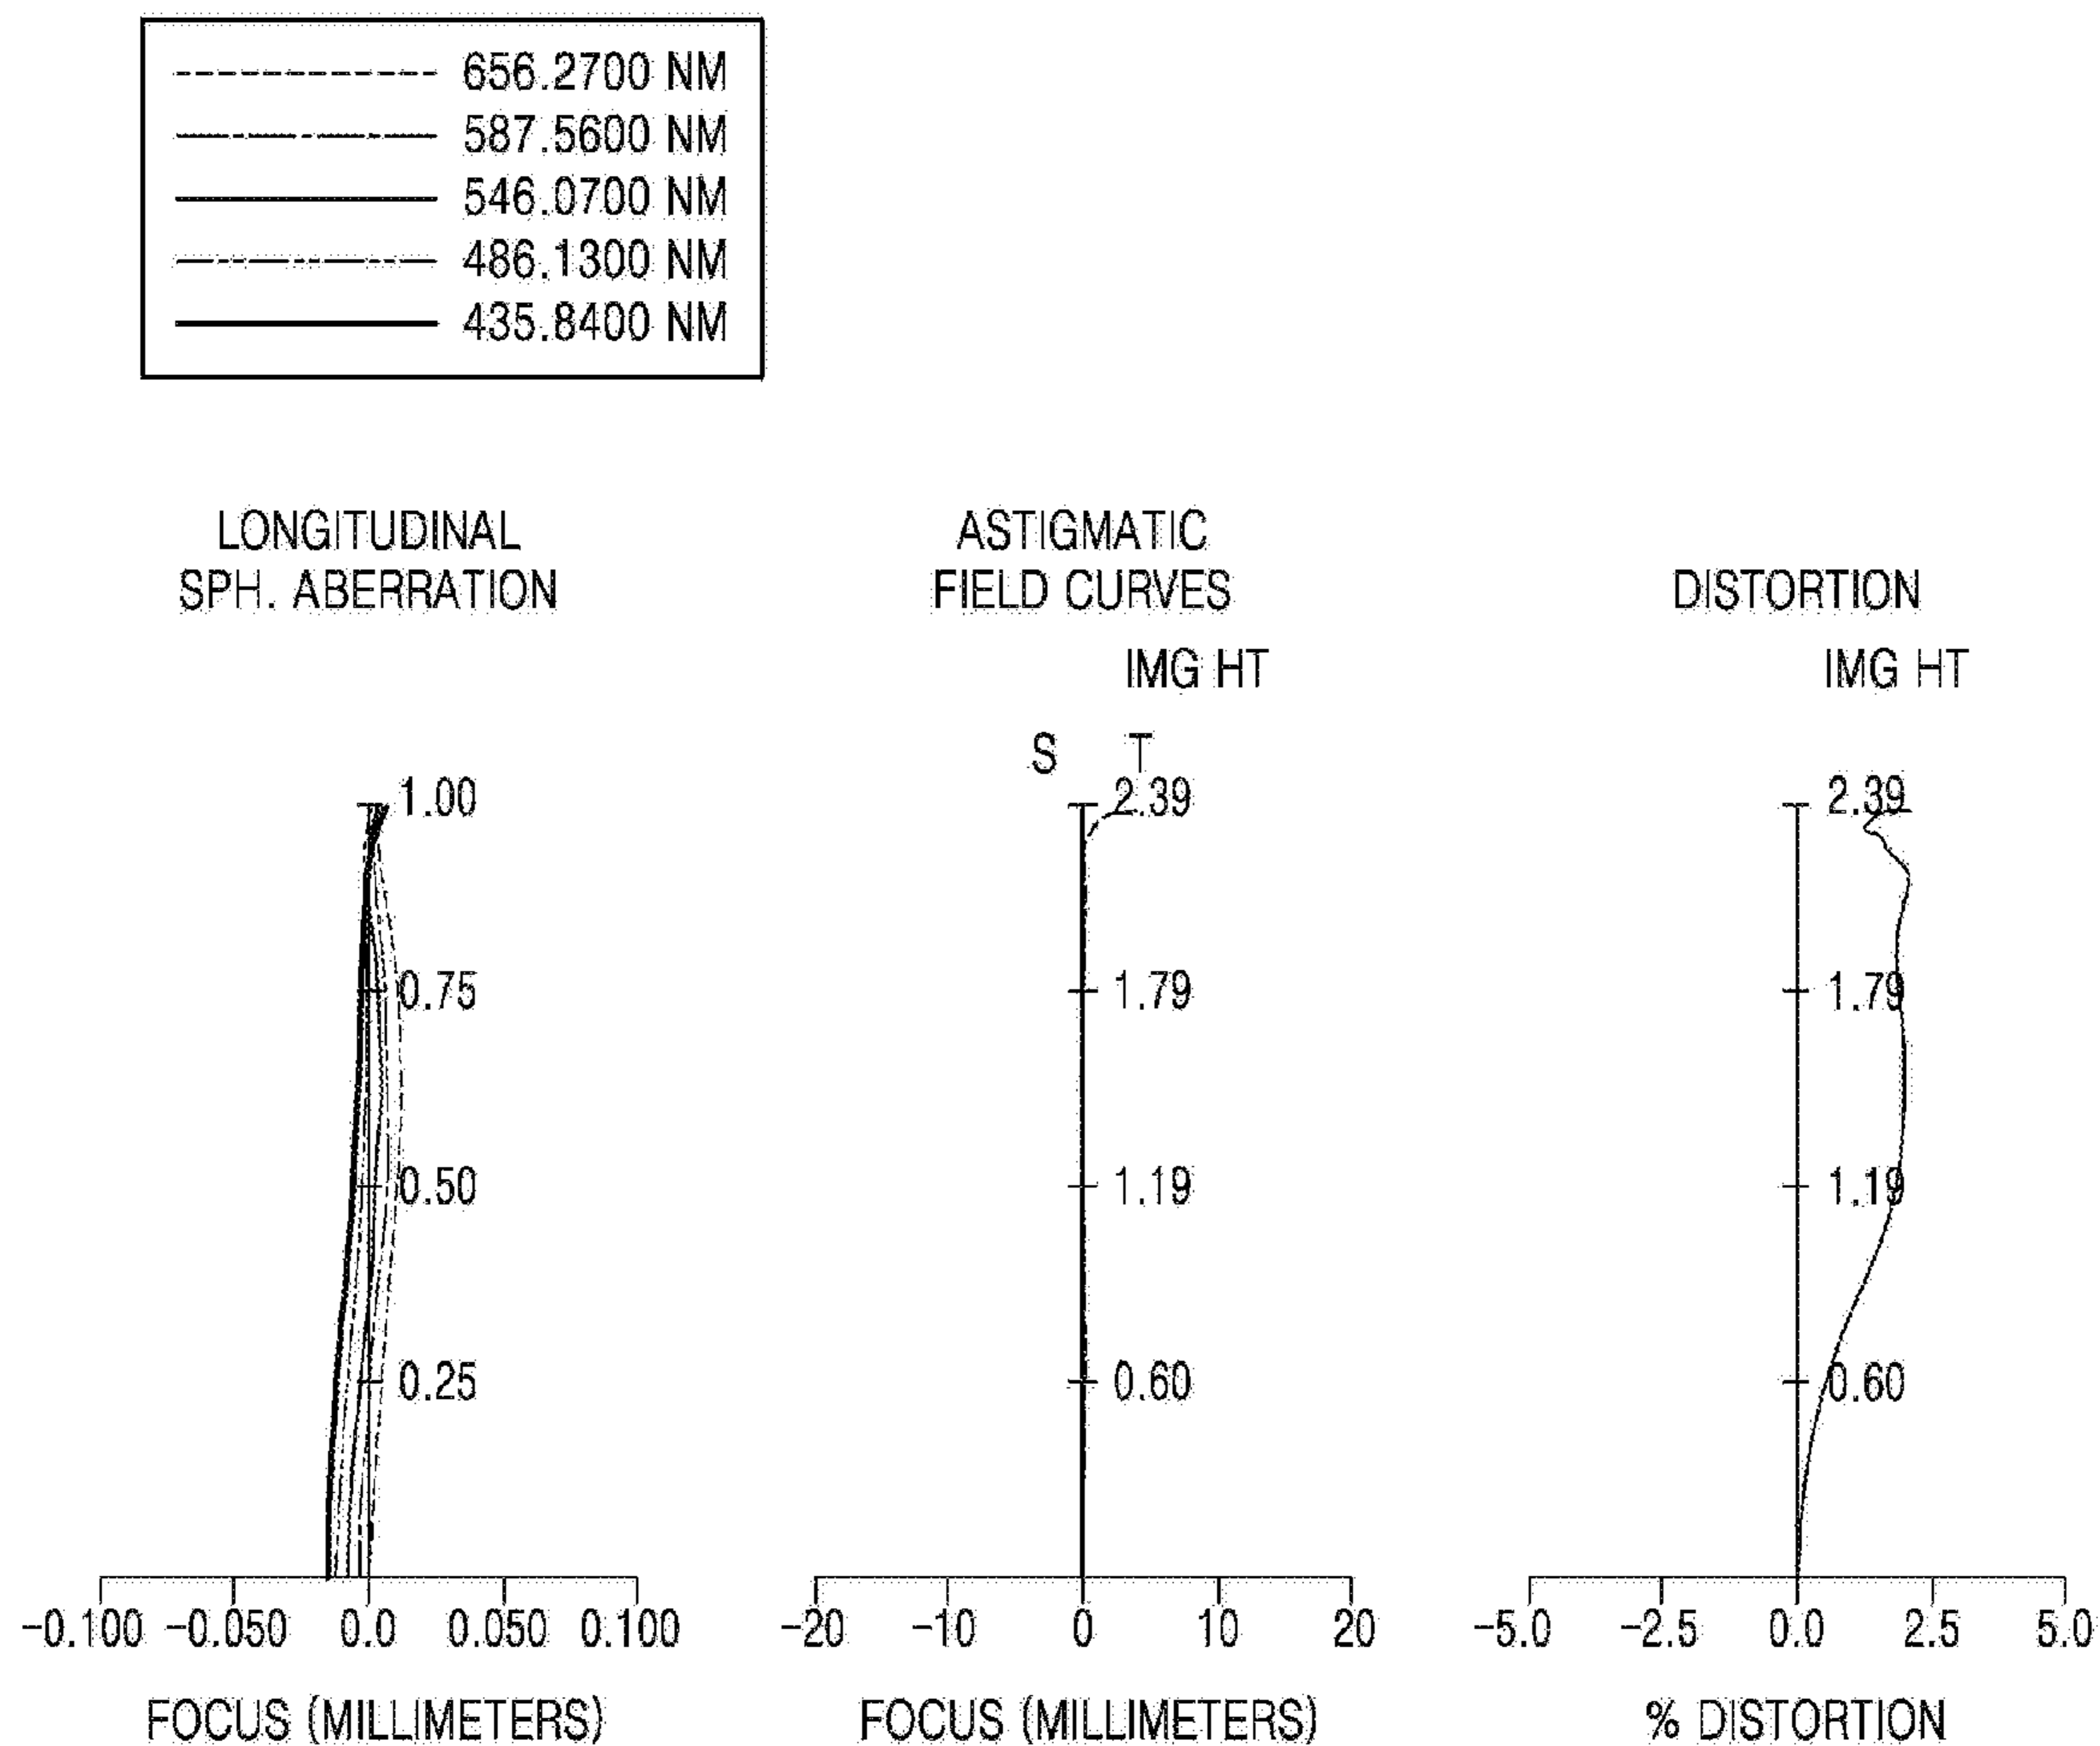 656.2700 NM
587.5600 NM
546.0700 NM
486.1300 NM
435.8400 NM
LONGITUDINAL
SPH. ABERRATION
1.00
0.75
0.50
0.25
-0.100 -0.050 0.0 0.050 0.100
FOCUS (MILLIMETERS)
ASTIGMATIC
FIELD CURVES
IMG HT
S T
2.39
1.79
1.19
0.60
-20 -10 0 10 20
FOCUS (MILLIMETERS)
DISTORTION
IMG HT
2.39
1.79
1.19
0.60
-5.0 -2.5 0.0 2.5 5.0
% DISTORTION